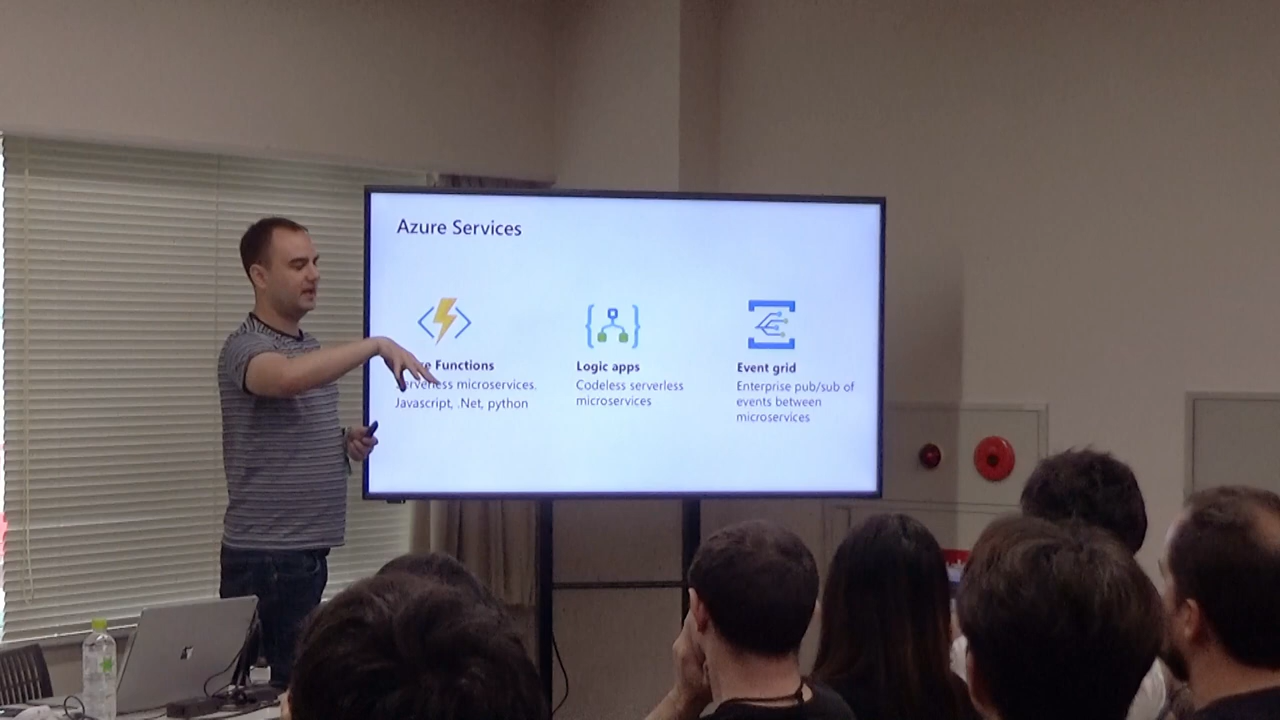 Azure Services
Functions
Serverless microservices.
Javascript, .Net, python
Logic apps
Codeless serverless
microservices
Event grid
Enterprise pub/sub of
events between
microservices